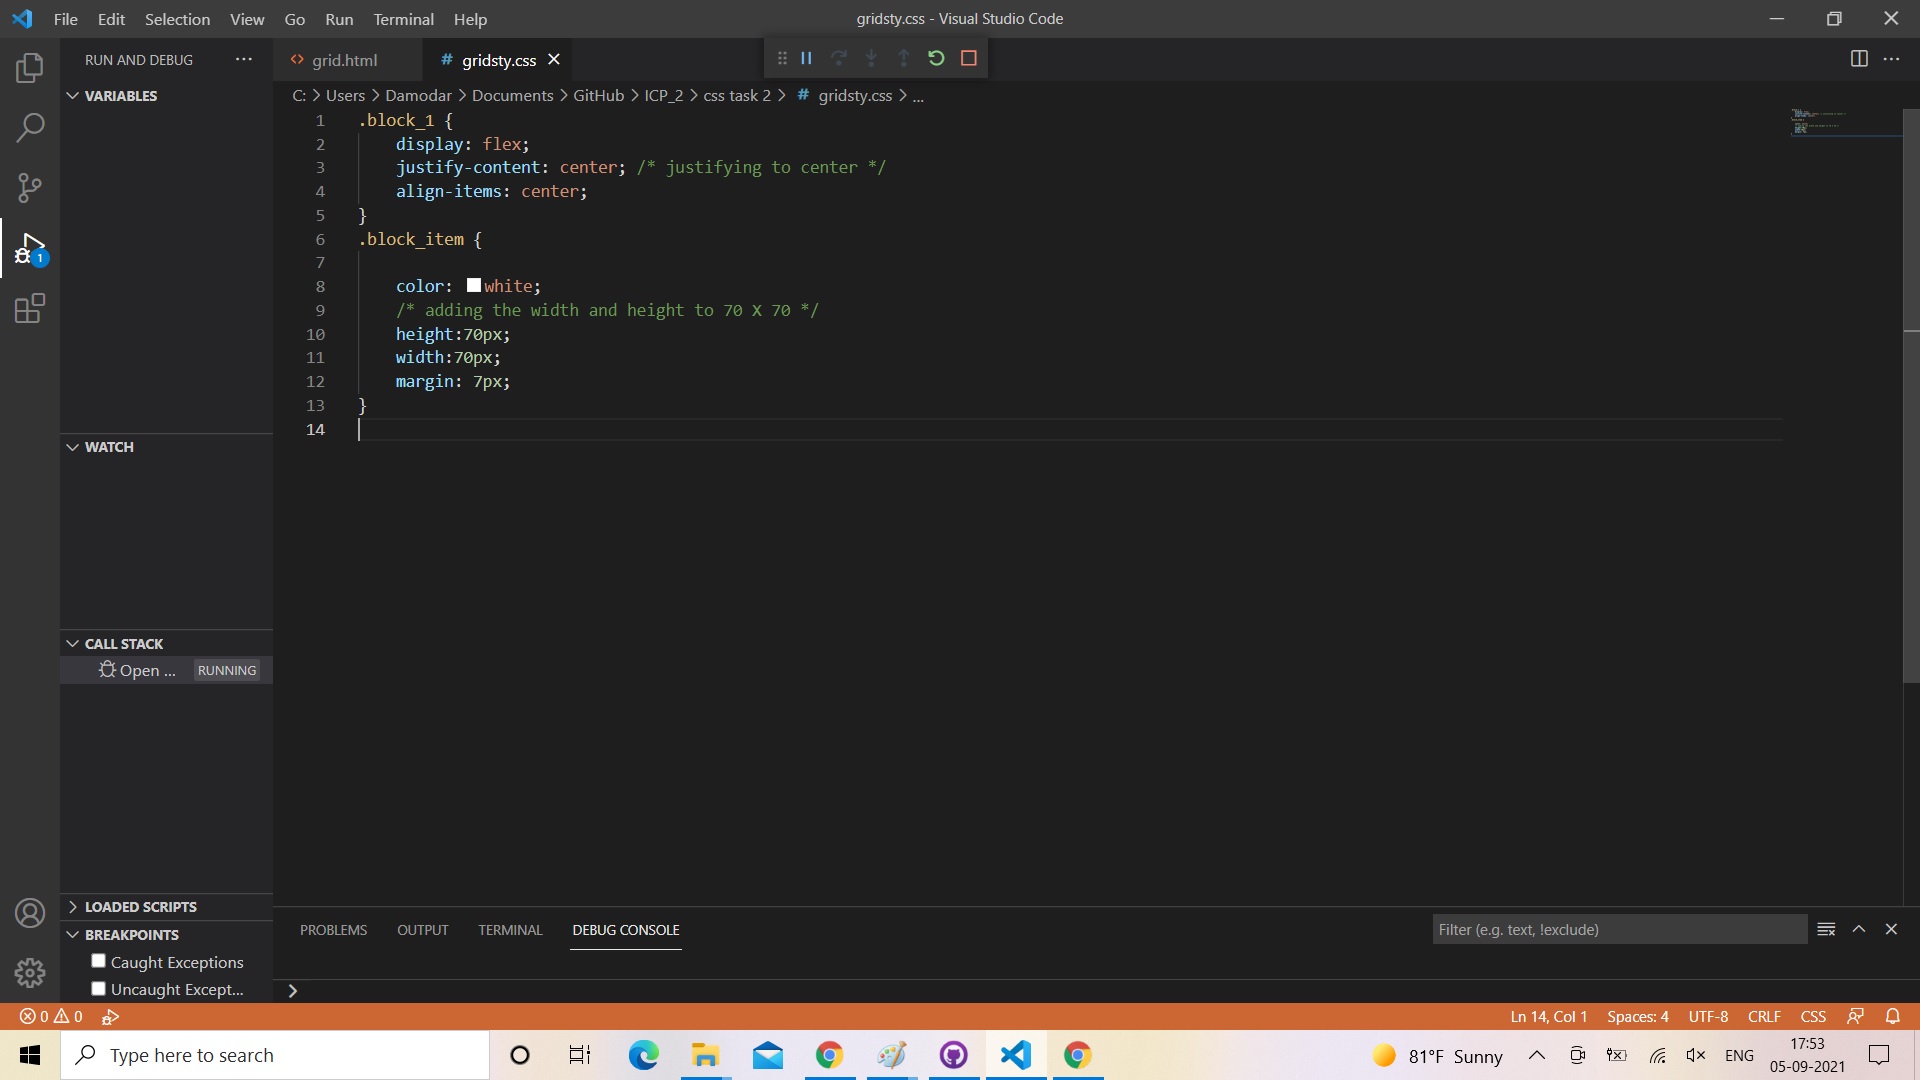 File Edit Selection View Go Run Terminal Help
gridsty.css - Visual Studio Code
RUN AND DEBUG
grid.html
# gridsty.css
VARIABLES
C: > Users > Damodar > Documents > GitHub > ICP_2 > css task 2 > # gridsty.css > ...
1 .block_1 {
2 display: flex;
3 justify-content: center; /* justifying to center */
4 align-items: center;
5 }
6 .block_item {
7
8 color: white;
9 /* adding the width and height to 70 X 70 */
10 height:70px;
11 width:70px;
12 margin: 7px;
13 }
14
1
WATCH
CALL STACK
Open ... RUNNING
LOADED SCRIPTS
BREAKPOINTS
Caught Exceptions
Uncaught Except...
PROBLEMS OUTPUT TERMINAL DEBUG CONSOLE
Filter (e.g. text, !exclude)
0 0
Ln 14, Col 1 Spaces: 4 UTF-8 CRLF CSS
Type here to search
81°F Sunny
ENG
17:53
05-09-2021